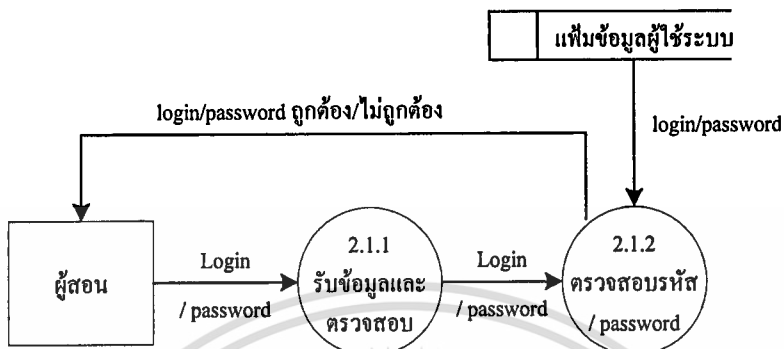 แฟ้มข้อมูลผู้ใช้ระบบ
login/password ถูกต้อง/ไม่ถูกต้อง
login/password
ผู้สอน
Login
/ password
2.1.1
รับข้อมูลและ
ตรวจสอบ
Login
/ password
2.1.2
ตรวจสอบรหัส
/ password